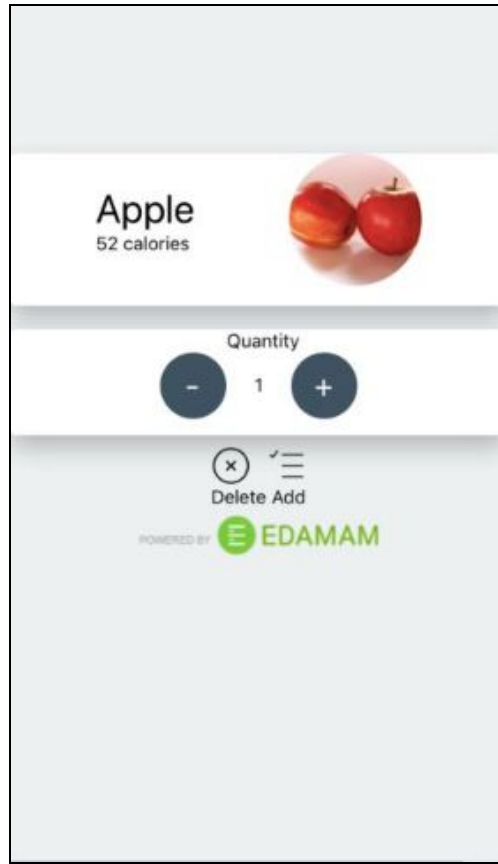 Apple
52 calories
Quantity
- 1 +
Delete Add
POWERED BY EDAMAM